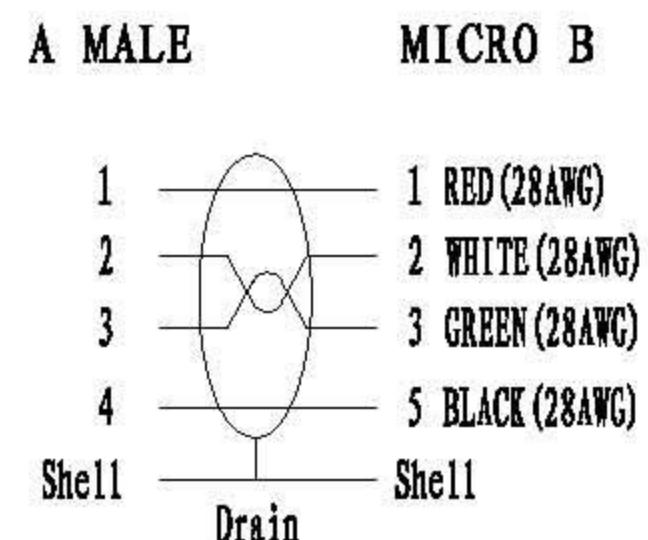 A MALE MICRO B
1 1 RED(28AWG)
2 2 WHITE(28AWG)
3 3 GREEN(28AWG)
4 5 BLACK(28AWG)
Shell Shell
Drain